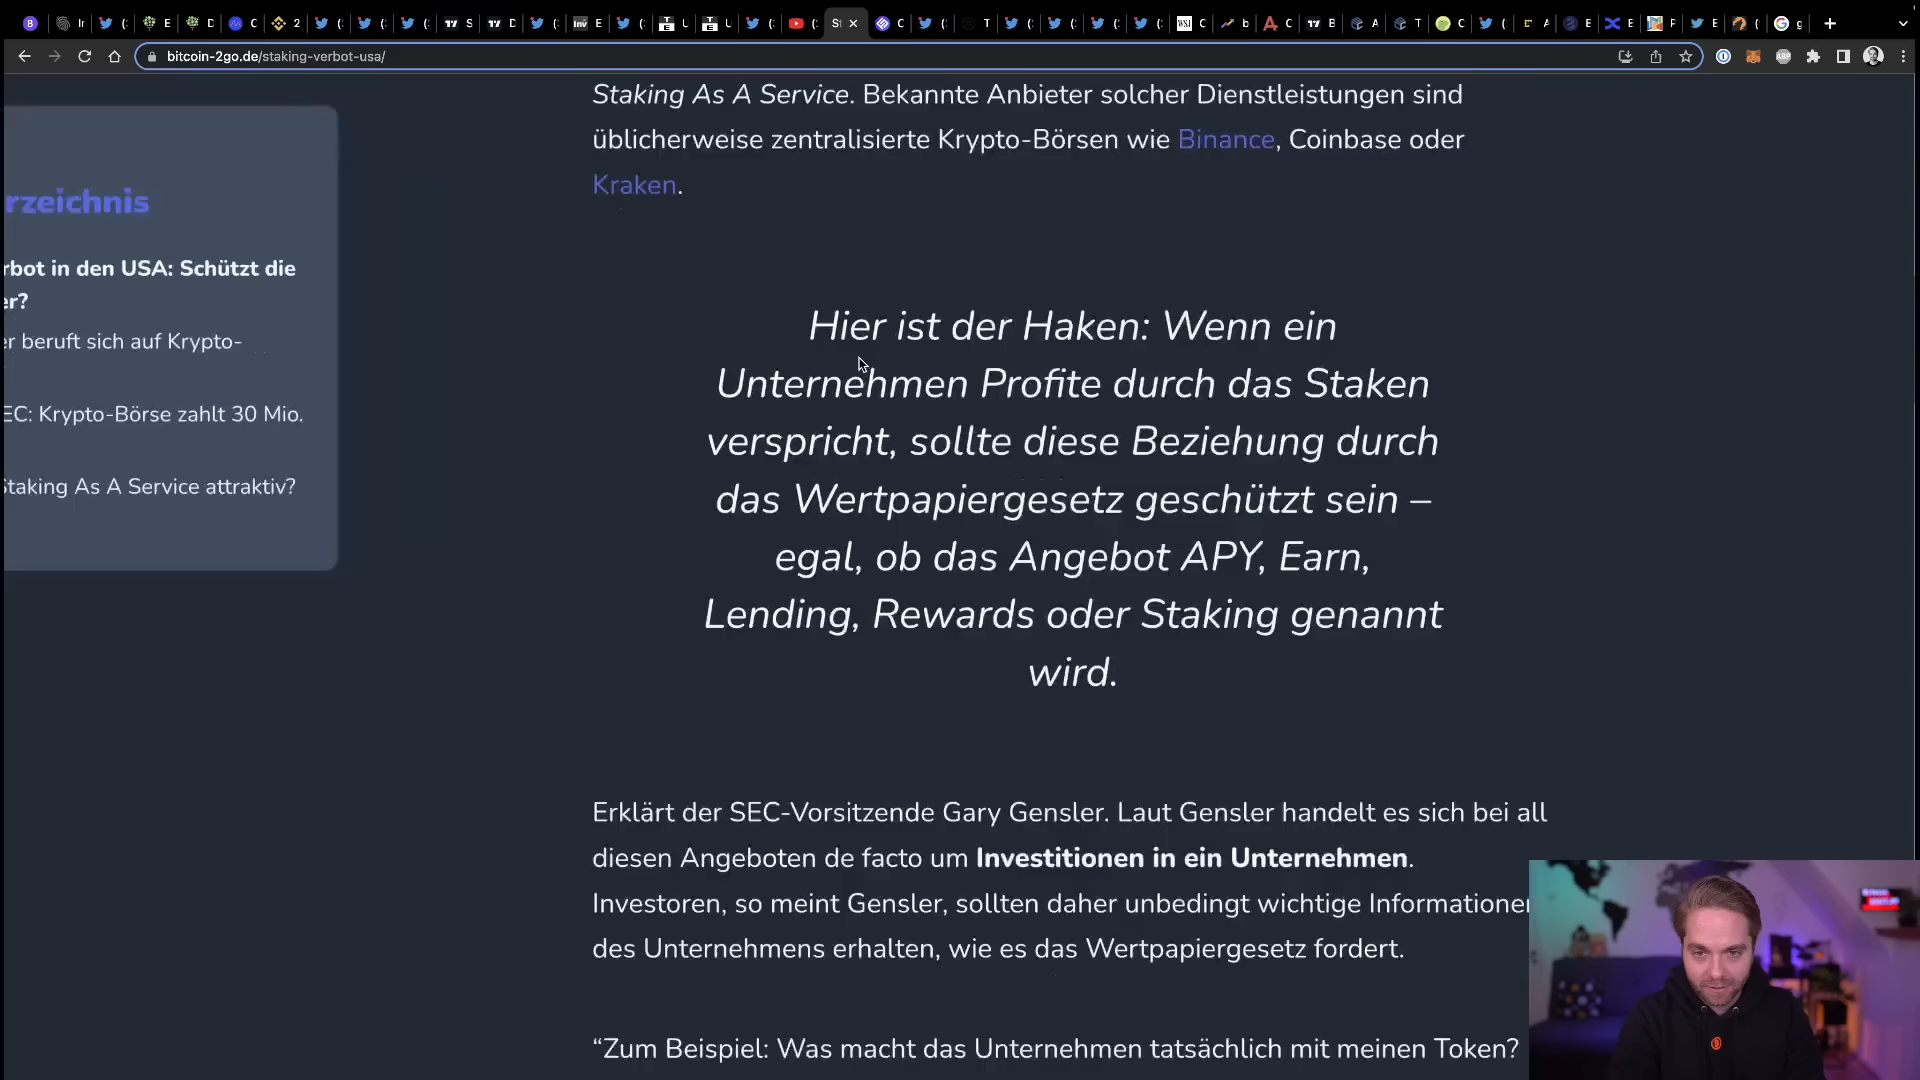 bitcoin-2go.de/staking-verbot-usa/
Staking As A Service. Bekannte Anbieter solcher Dienstleistungen sind
üblicherweise zentralisierte Krypto-Börsen wie Binance, Coinbase oder
Kraken.
rzeichnis
rbot in den USA: Schützt die
er?
er beruft sich auf Krypto-
EC: Krypto-Börse zahlt 30 Mio.
Staking As A Service attraktiv?
Hier ist der Haken: Wenn ein
Unternehmen Profite durch das Staken
verspricht, sollte diese Beziehung durch
das Wertpapiergesetz geschützt sein –
egal, ob das Angebot APY, Earn,
Lending, Rewards oder Staking genannt
wird.
Erklärt der SEC-Vorsitzende Gary Gensler. Laut Gensler handelt es sich bei all
diesen Angeboten de facto um Investitionen in ein Unternehmen.
Investoren, so meint Gensler, sollten daher unbedingt wichtige Informationen
des Unternehmens erhalten, wie es das Wertpapiergesetz fordert.
“Zum Beispiel: Was macht das Unternehmen tatsächlich mit meinen Token?